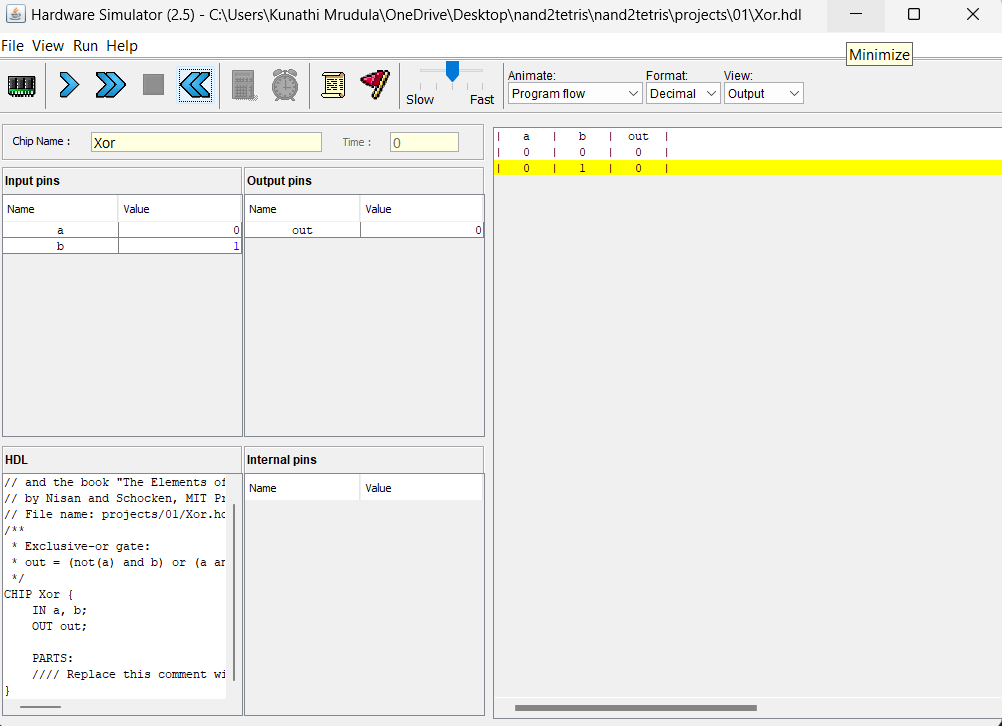 Hardware Simulator (2.5) - C:\Users\Kunathi Mrudula\OneDrive\Desktop\nand2tetris\nand2tetris\projects\01\Xor.hdl
File View Run Help
Minimize
Slow Fast
Animate: Format: View:
Program flow Decimal Output
Chip Name : Xor Time : 0
Input pins
Name Value
a 0
b 1
Output pins
Name Value
out 0
HDL
// and the book "The Elements of
// by Nisan and Schocken, MIT Pr
// File name: projects/01/Xor.hd
/**
 * Exclusive-or gate:
 * out = (not(a) and b) or (a an
 */
CHIP Xor {
    IN a, b;
    OUT out;
    PARTS:
    //// Replace this comment wi
}
Internal pins
Name Value
| a | b | out |
| 0 | 0 | 0 |
| 0 | 1 | 0 |